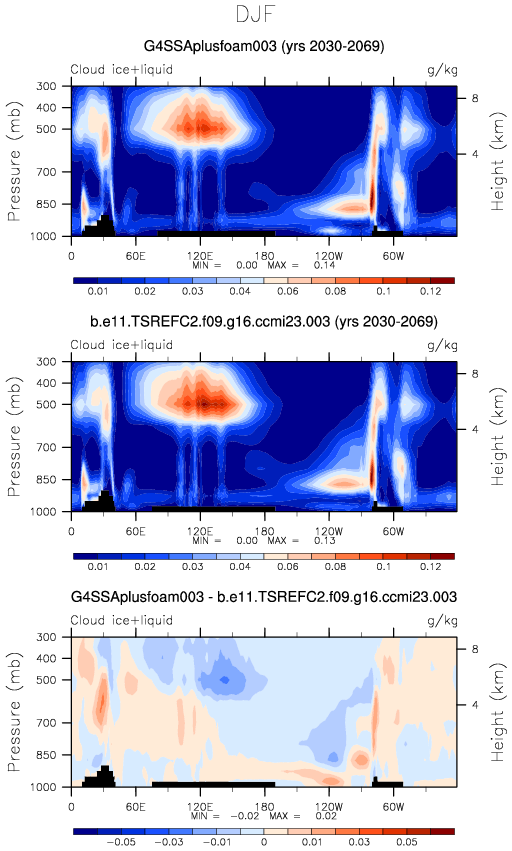 DJF
G4SSAplusfoam003 (yrs 2030-2069)
Cloud ice+liquid g/kg
300
500
700
850
1000
Pressure (mb)
8
4
Height (km)
0 60E 120E 180 120W 60W
MIN = 0.00 MAX = 0.14
0.01 0.02 0.03 0.04 0.06 0.08 0.1 0.12
b.e11.TSREFC2.f09.g16.ccmi23.003 (yrs 2030-2069)
Cloud ice+liquid g/kg
300
500
700
850
1000
Pressure (mb)
8
4
Height (km)
0 60E 120E 180 120W 60W
MIN = 0.00 MAX = 0.13
0.01 0.02 0.03 0.04 0.06 0.08 0.1 0.12
G4SSAplusfoam003 - b.e11.TSREFC2.f09.g16.ccmi23.003
Cloud ice+liquid g/kg
300
500
700
850
1000
Pressure (mb)
8
4
Height (km)
0 60E 120E 180 120W 60W
MIN = -0.02 MAX = 0.02
-0.05 -0.03 -0.01 0 0.01 0.03 0.05